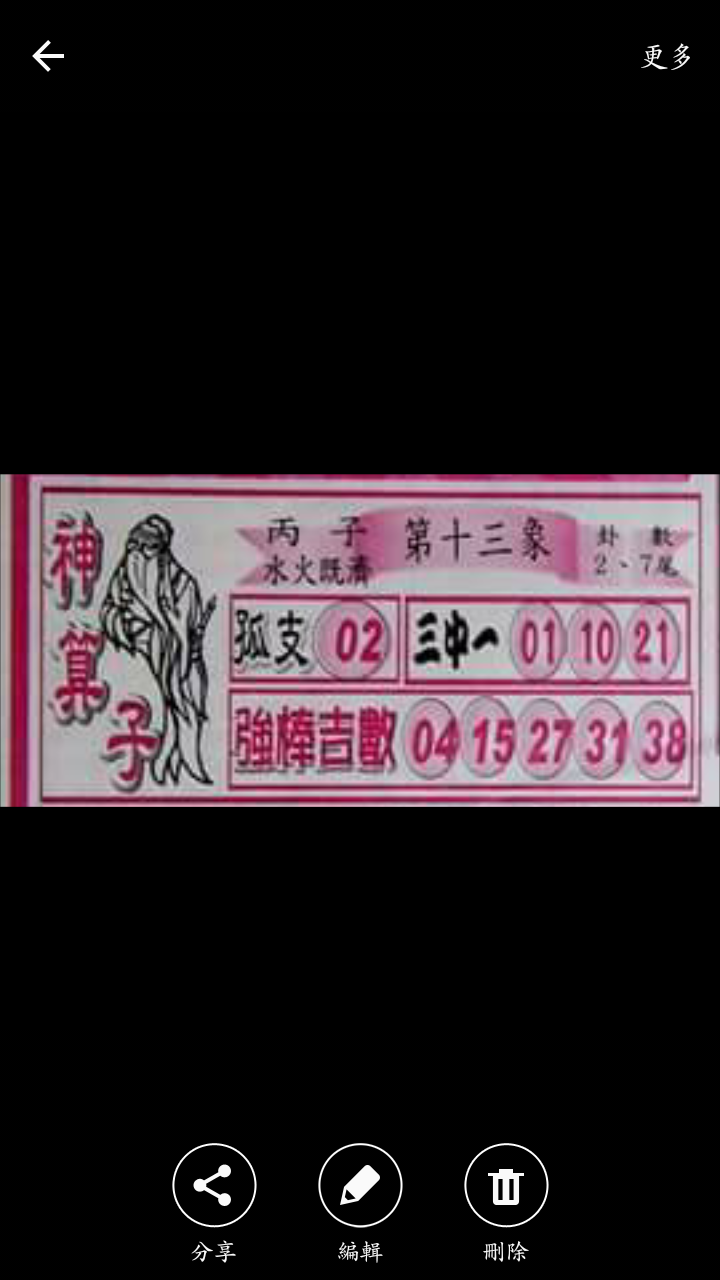 更多
神算子
丙子 第十三象 卦數
水火既濟 2、7尾
狐支 02 三中一 01 10 21
強棒吉數 04 15 27 31 38
分享 編輯 刪除